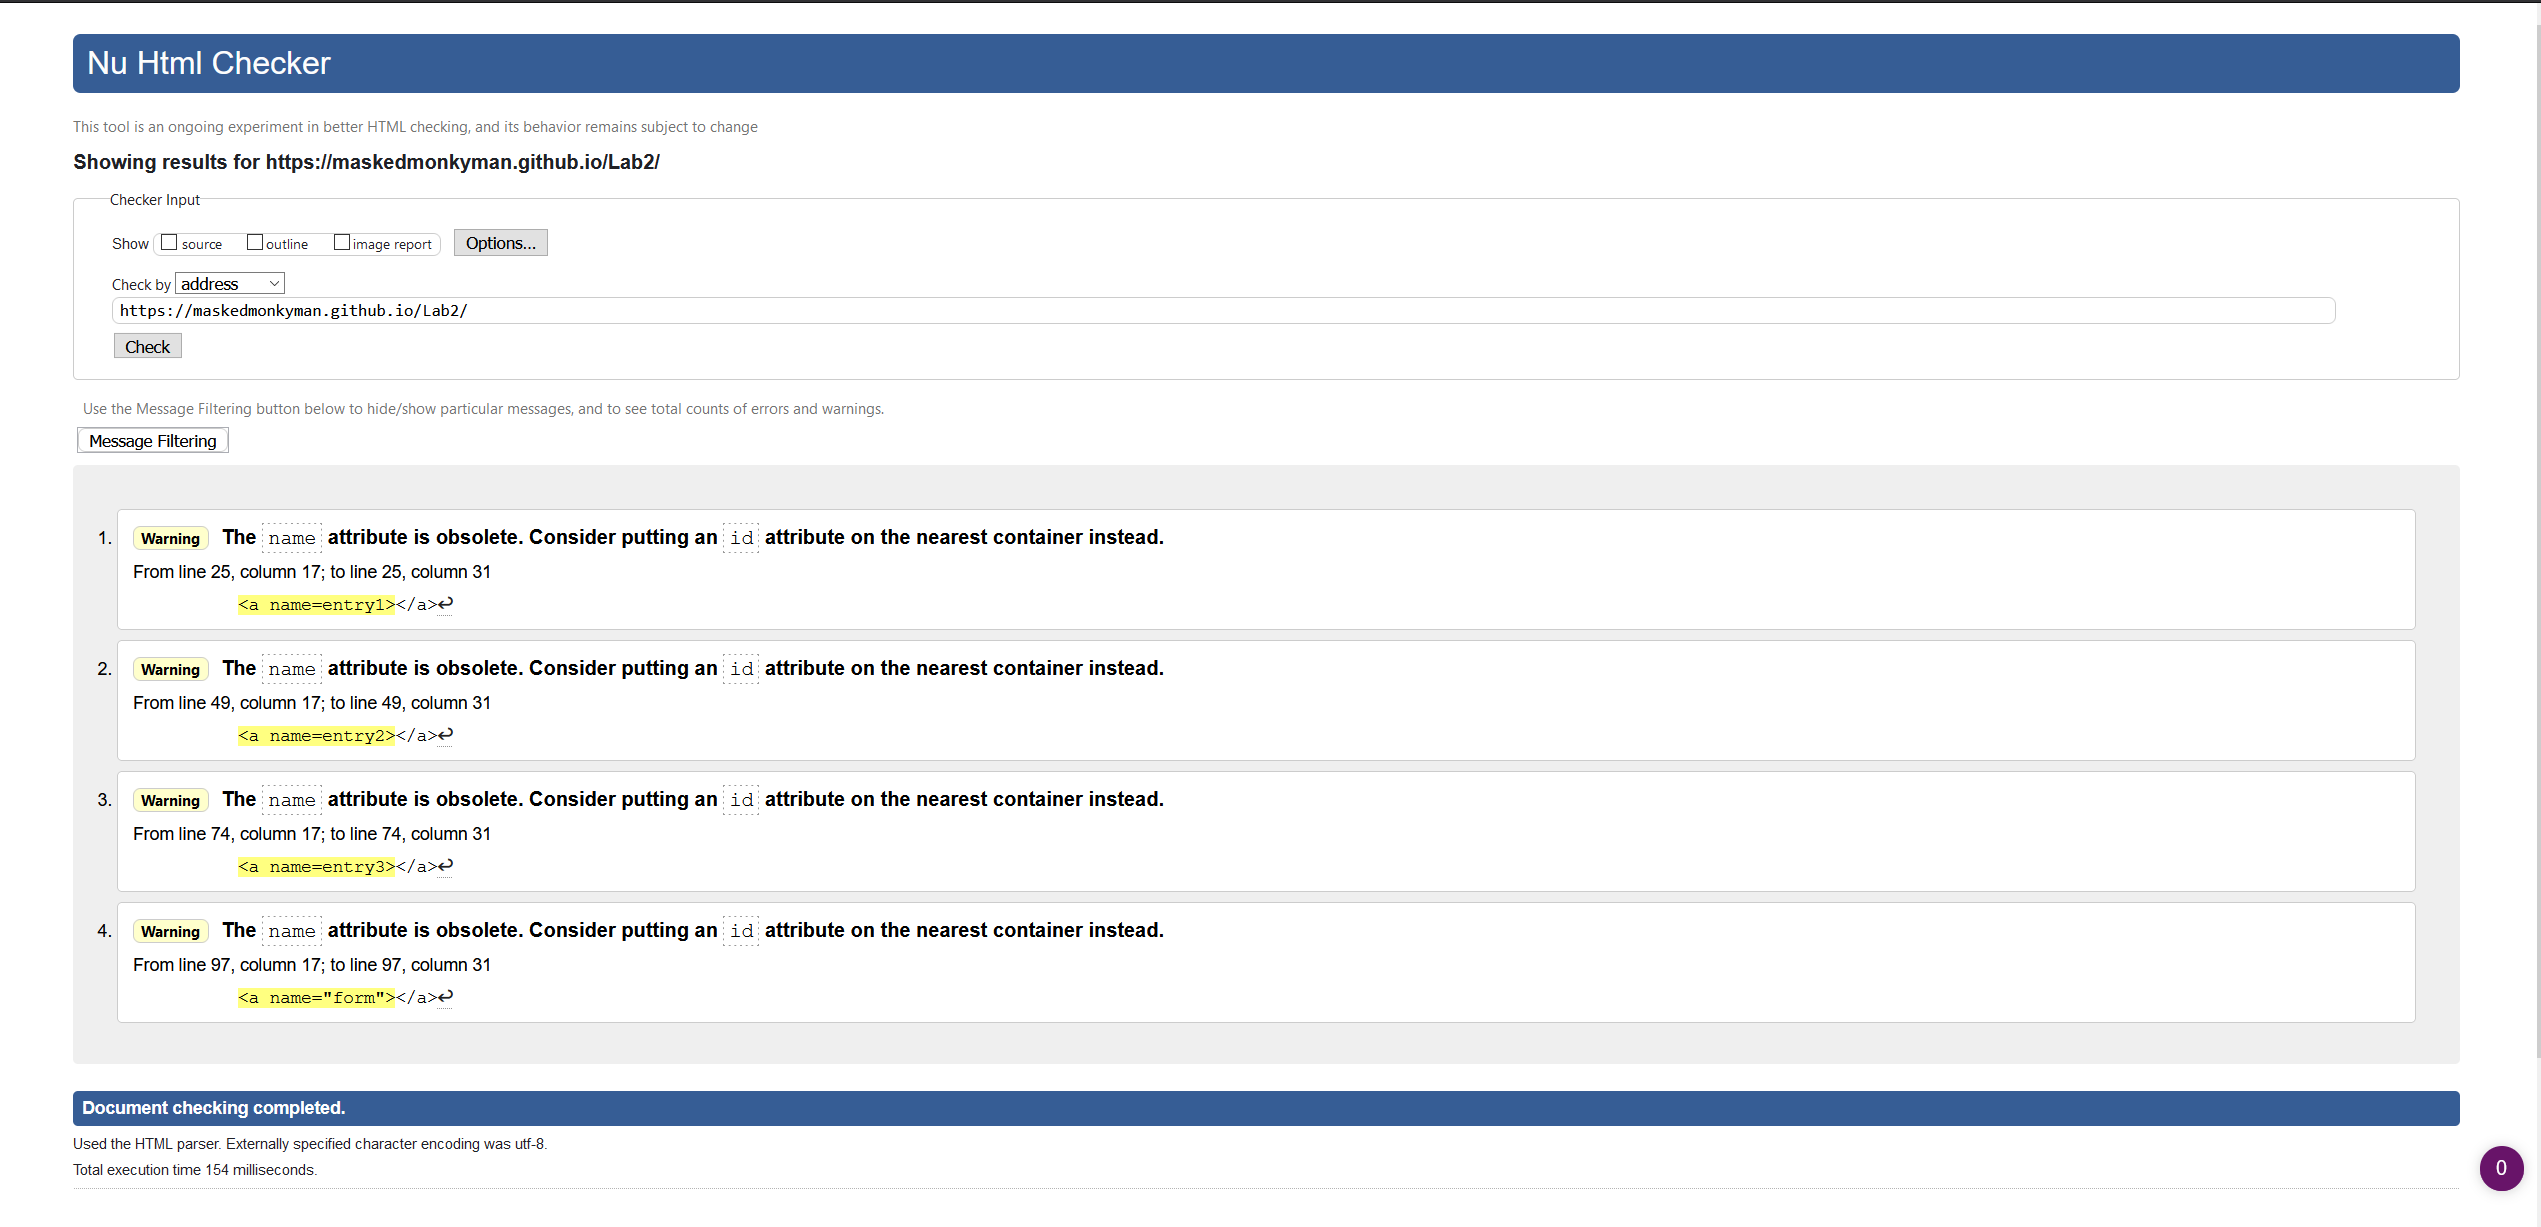 Nu Html Checker
This tool is an ongoing experiment in better HTML checking, and its behavior remains subject to change
Showing results for https://maskedmonkyman.github.io/Lab2/
Checker Input
Show source outline image report Options...
Check by address
https://maskedmonkyman.github.io/Lab2/
Check
Use the Message Filtering button below to hide/show particular messages, and to see total counts of errors and warnings.
Message Filtering
1. Warning The name attribute is obsolete. Consider putting an id attribute on the nearest container instead.
From line 25, column 17; to line 25, column 31
<a name=entry1></a>↩
2. Warning The name attribute is obsolete. Consider putting an id attribute on the nearest container instead.
From line 49, column 17; to line 49, column 31
<a name=entry2></a>↩
3. Warning The name attribute is obsolete. Consider putting an id attribute on the nearest container instead.
From line 74, column 17; to line 74, column 31
<a name=entry3></a>↩
4. Warning The name attribute is obsolete. Consider putting an id attribute on the nearest container instead.
From line 97, column 17; to line 97, column 31
<a name="form"></a>↩
Document checking completed.
Used the HTML parser. Externally specified character encoding was utf-8.
Total execution time 154 milliseconds.
0